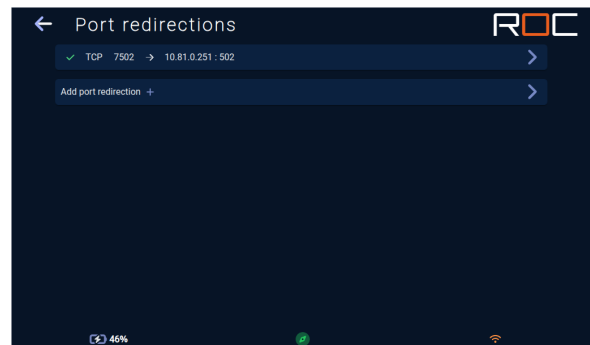 Port redirections
ROC
TCP 7502 → 10.81.0.251 : 502
Add port redirection +
46%